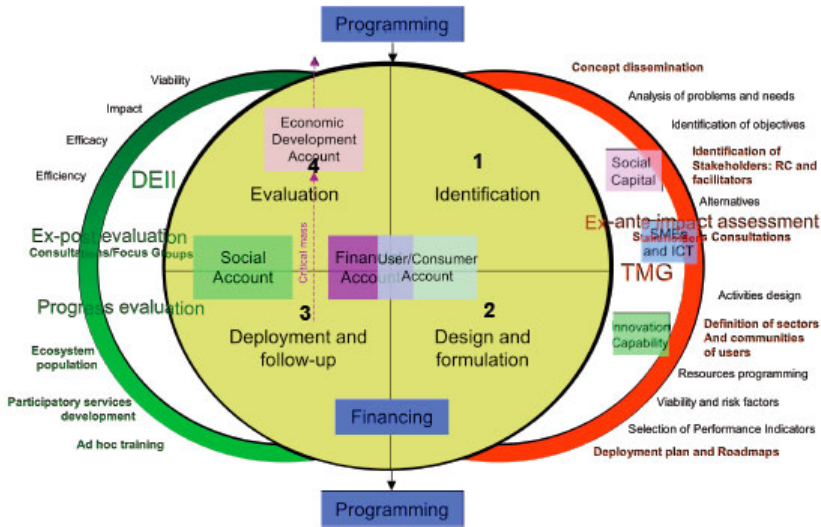 Programming
Concept dissemination
Analysis of problems and needs
Identification of objectives
Identification of
Stakeholders: RC and
facilitators
Social
Capital
Alternatives
Ex-ante impact assessment
Stakeholders Consultations
SMEs
and ICT
TMG
Activities design
Definition of sectors
And communities
of users
Innovation
Capability
Resources programming
Viability and risk factors
Selection of Performance Indicators
Deployment plan and Roadmaps
Viability
Impact
Efficacy
Efficiency
DEII
Ex-post evaluation
Consultations/Focus Groups
Progress evaluation
Ecosystem
population
Participatory services
development
Ad hoc training
Economic
Development
Account
4
Evaluation
1
Identification
Social
Account
Critical mass
User/Consumer
Account
3
Deployment and
follow-up
2
Design and
formulation
Financing
Programming